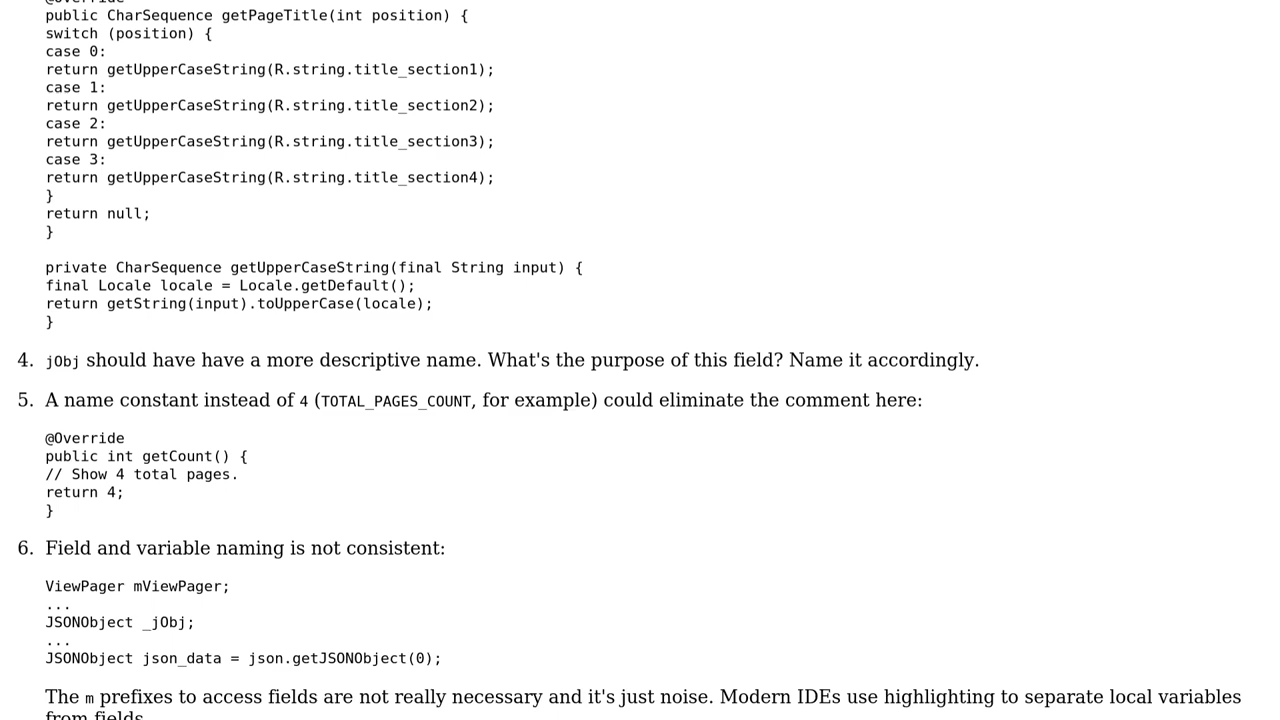 @Override
public CharSequence getPageTitle(int position) {
switch (position) {
case 0:
return getUpperCaseString(R.string.title_section1);
case 1:
return getUpperCaseString(R.string.title_section2);
case 2:
return getUpperCaseString(R.string.title_section3);
case 3:
return getUpperCaseString(R.string.title_section4);
}
return null;
}
private CharSequence getUpperCaseString(final String input) {
final Locale locale = Locale.getDefault();
return getString(input).toUpperCase(locale);
}
4. jObj should have have a more descriptive name. What's the purpose of this field? Name it accordingly.
5. A name constant instead of 4 (TOTAL_PAGES_COUNT, for example) could eliminate the comment here:
@Override
public int getCount() {
// Show 4 total pages.
return 4;
}
6. Field and variable naming is not consistent:
ViewPager mViewPager;
...
JSONObject _jObj;
...
JSONObject json_data = json.getJSONObject(0);
The m prefixes to access fields are not really necessary and it's just noise. Modern IDEs use highlighting to separate local variables
from fields.